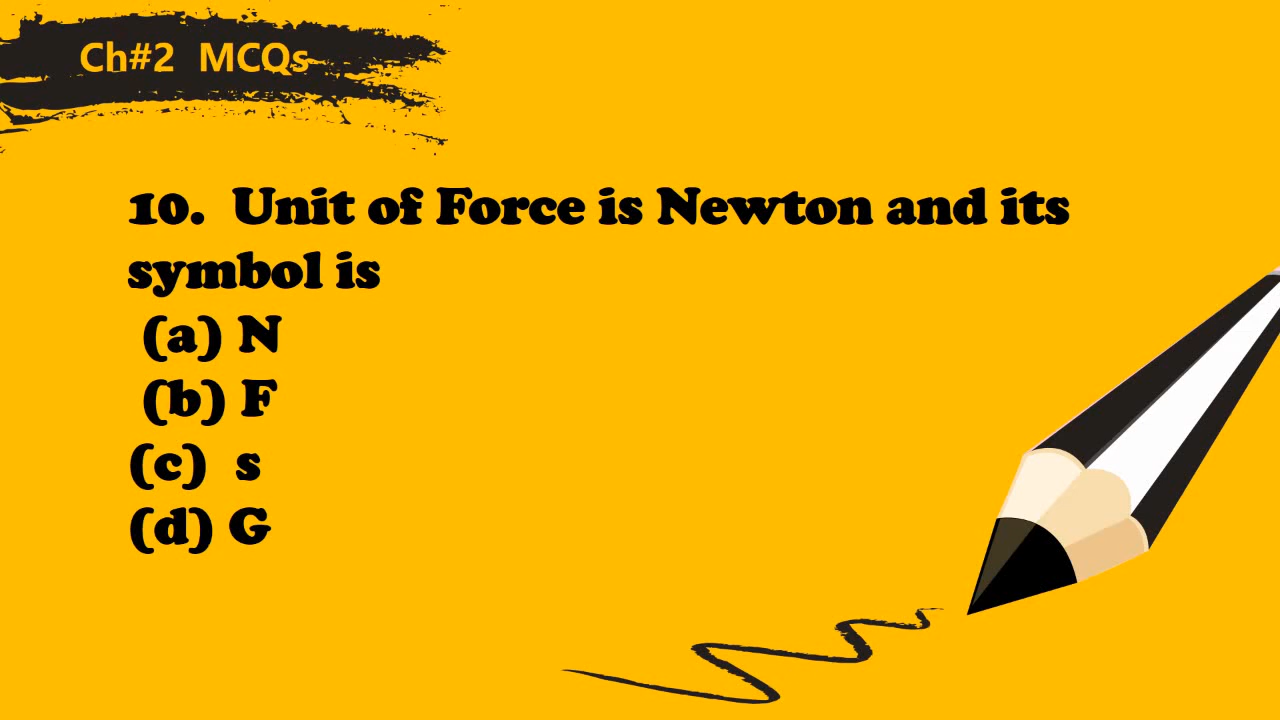 Ch#2 MCQs
10. Unit of Force is Newton and its
symbol is
(a) N
(b) F
(c) s
(d) G